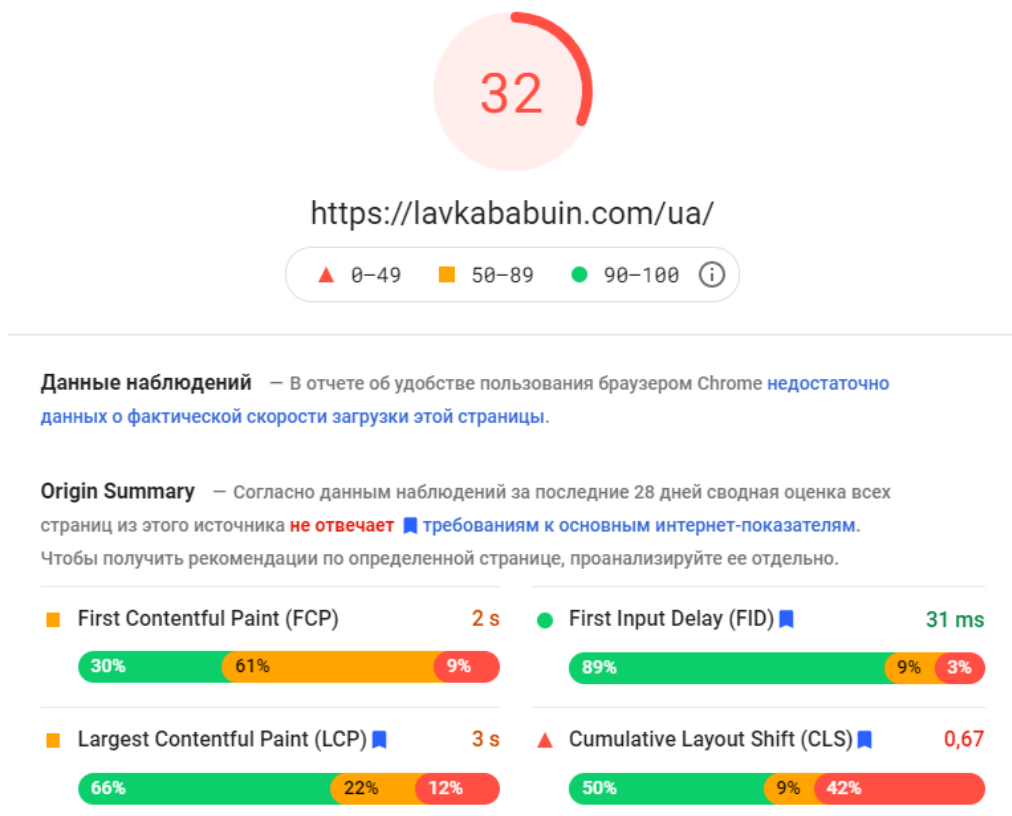 32
https://lavkababuin.com/ua/
0–49 50–89 90–100
Данные наблюдений — В отчете об удобстве пользования браузером Chrome недостаточно
данных о фактической скорости загрузки этой страницы.
Origin Summary — Согласно данным наблюдений за последние 28 дней сводная оценка всех
страниц из этого источника не отвечает требованиям к основным интернет-показателям.
Чтобы получить рекомендации по определенной странице, проанализируйте ее отдельно.
First Contentful Paint (FCP) 2 s
30% 61% 9%
First Input Delay (FID) 31 ms
89% 9% 3%
Largest Contentful Paint (LCP) 3 s
66% 22% 12%
Cumulative Layout Shift (CLS) 0,67
50% 9% 42%